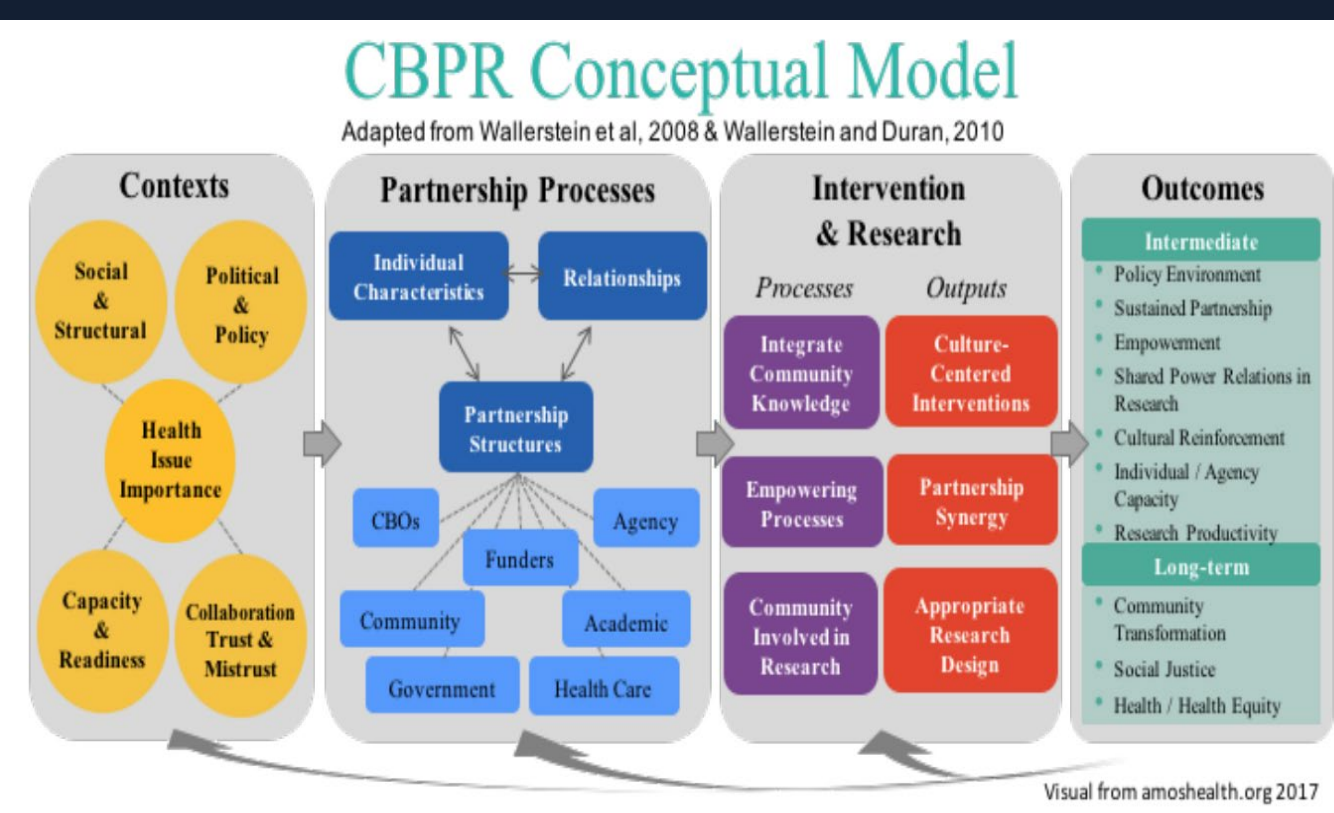 CBPR Conceptual Model
Adapted from Wallerstein et al, 2008 & Wallerstein and Duran, 2010
Contexts
Social
&
Structural
Political
&
Policy
Health
Issue
Importance
Capacity
&
Readiness
Collaboration
Trust &
Mistrust
Partnership Processes
Individual
Characteristics
Relationships
Partnership
Structures
CBOs
Agency
Funders
Community
Academic
Government
Health Care
Intervention
& Research
Processes
Outputs
Integrate
Community
Knowledge
Culture-
Centered
Interventions
Empowering
Processes
Partnership
Synergy
Community
Involved in
Research
Appropriate
Research
Design
Outcomes
Intermediate
Policy Environment
Sustained Partnership
Empowerment
Shared Power Relations in
Research
Cultural Reinforcement
Individual / Agency
Capacity
Research Productivity
Long-term
Community
Transformation
Social Justice
Health / Health Equity
Visual from amoshealth.org 2017